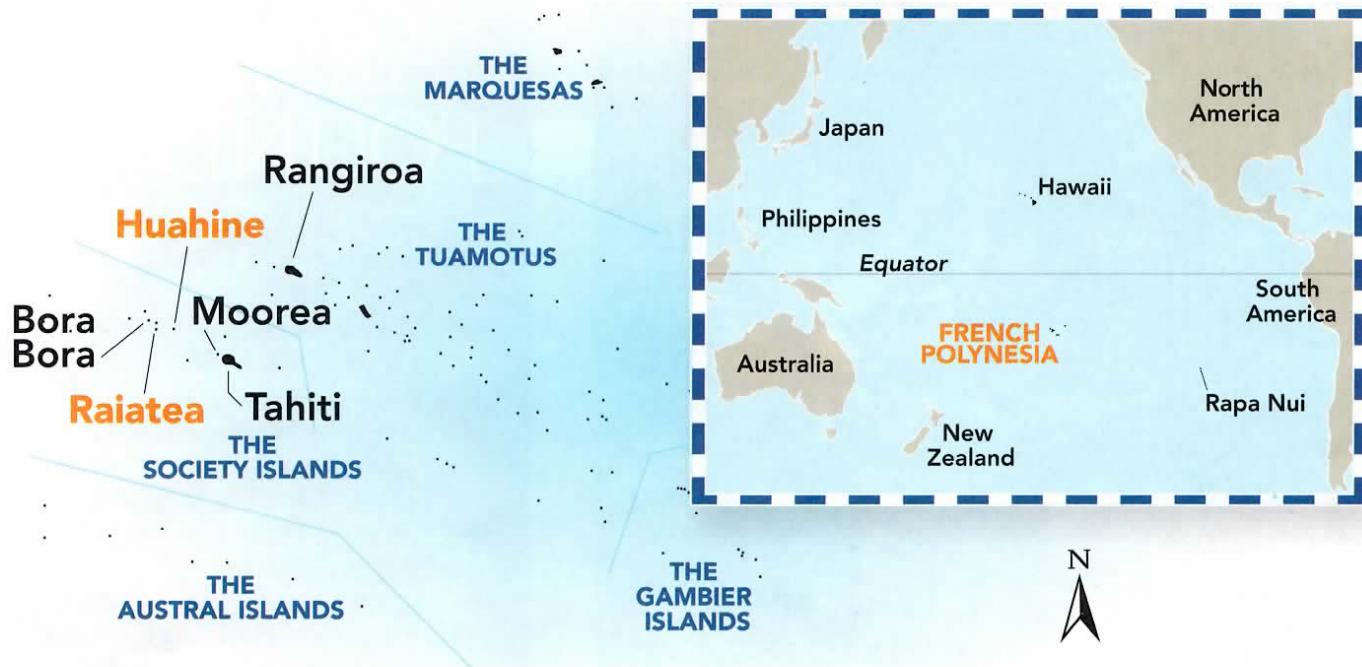 THE
MARQUESAS
Rangiroa
Huahine
THE
TUAMOTUS
Bora
Bora
Moorea
Raiatea
Tahiti
THE
SOCIETY ISLANDS
THE
AUSTRAL ISLANDS
THE
GAMBIER
ISLANDS
North
America
Japan
Hawaii
Philippines
Equator
South
America
FRENCH
POLYNESIA
Australia
Rapa Nui
New
Zealand
N